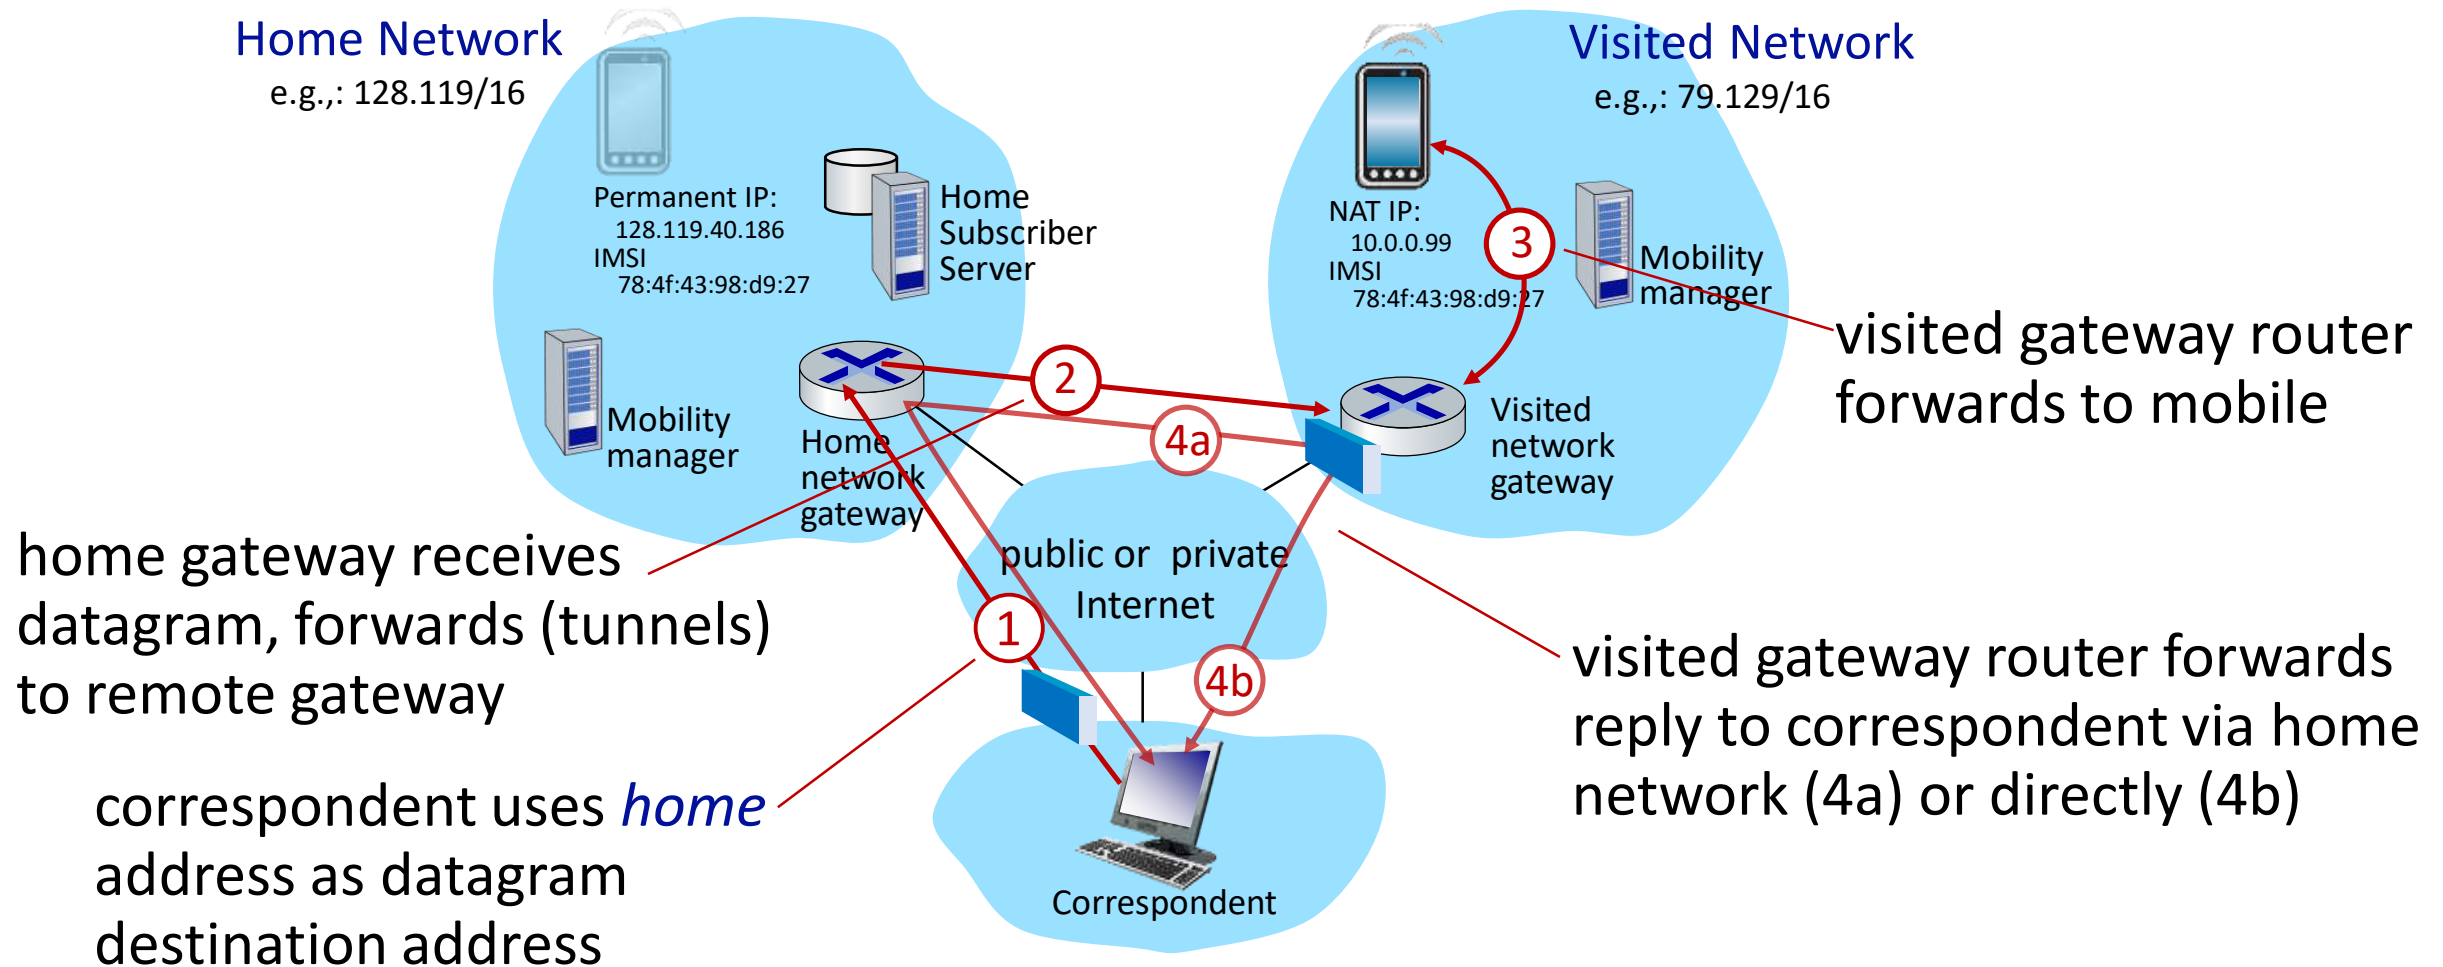 Home Network
e.g.,: 128.119/16
Visited Network
e.g.,: 79.129/16
Permanent IP:
128.119.40.186
IMSI
78:4f:43:98:d9:27
Home
Subscriber
Server
NAT IP:
10.0.0.99
IMSI
78:4f:43:98:d9:27
3
Mobility
manager
visited gateway router
forwards to mobile
Mobility
manager
Home
network
gateway
2
4a
Visited
network
gateway
public or private
Internet
home gateway receives
datagram, forwards (tunnels)
to remote gateway
1
4b
visited gateway router forwards
reply to correspondent via home
network (4a) or directly (4b)
correspondent uses home
address as datagram
destination address
Correspondent